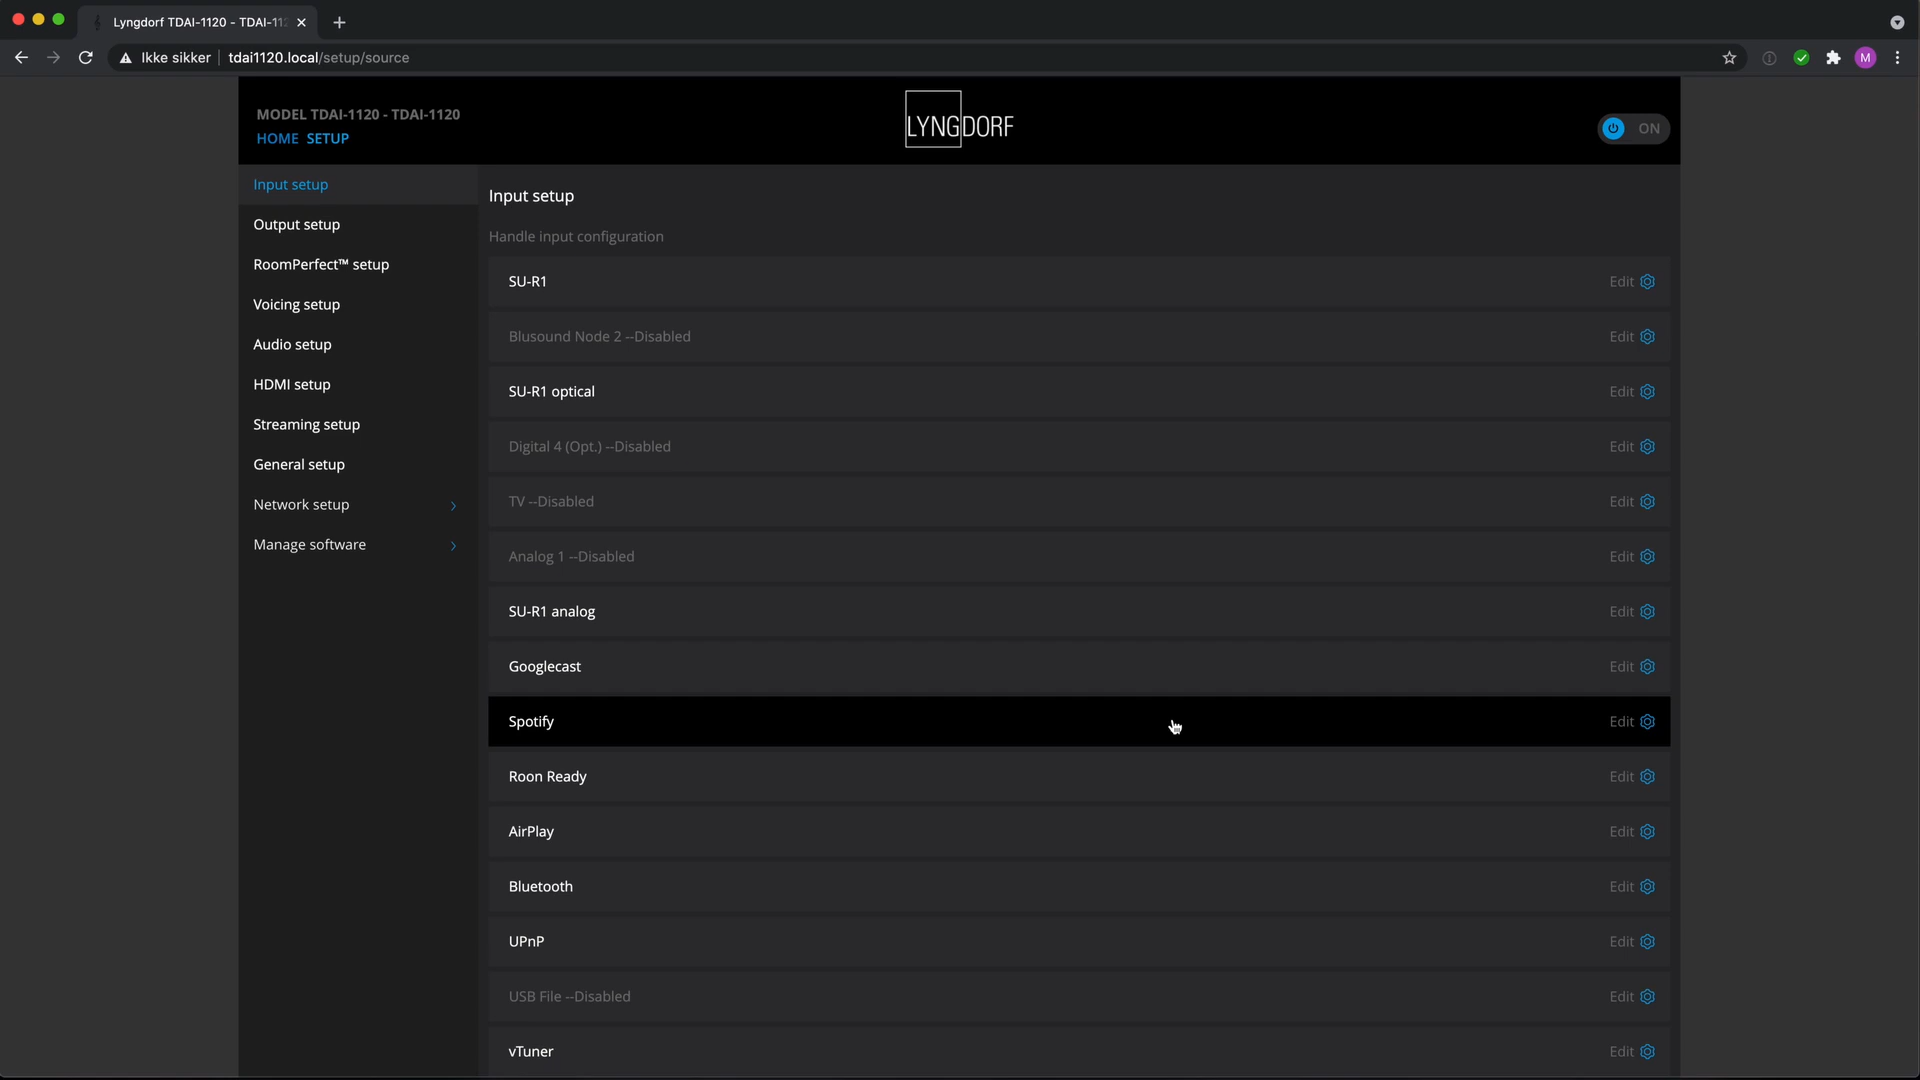 Lyngdorf TDAI-1120 - TDAI-112
Ikke sikker
tdai1120.local/setup/source
M
MODEL TDAI-1120 - TDAI-1120
HOME SETUP
LYNGDORF
ON
Input setup
Output setup
RoomPerfect™ setup
Voicing setup
Audio setup
HDMI setup
Streaming setup
General setup
Network setup
Manage software
Input setup
Handle input configuration
SU-R1 Edit
Blusound Node 2 --Disabled Edit
SU-R1 optical Edit
Digital 4 (Opt.) --Disabled Edit
TV --Disabled Edit
Analog 1 --Disabled Edit
SU-R1 analog Edit
Googlecast Edit
Spotify Edit
Roon Ready Edit
AirPlay Edit
Bluetooth Edit
UPnP Edit
USB File --Disabled Edit
vTuner Edit